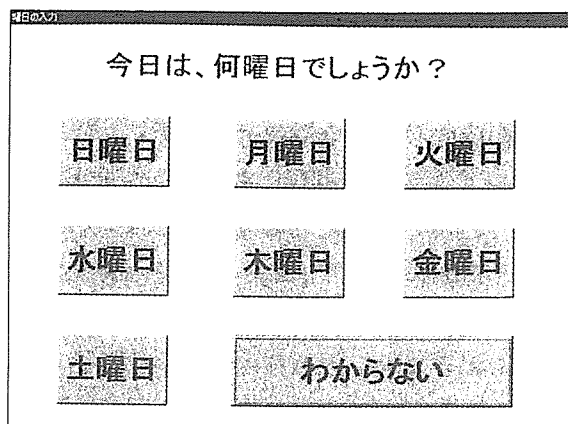 曜日の入力
今日は、何曜日でしょうか？
日曜日 月曜日 火曜日
水曜日 木曜日 金曜日
土曜日 わからない